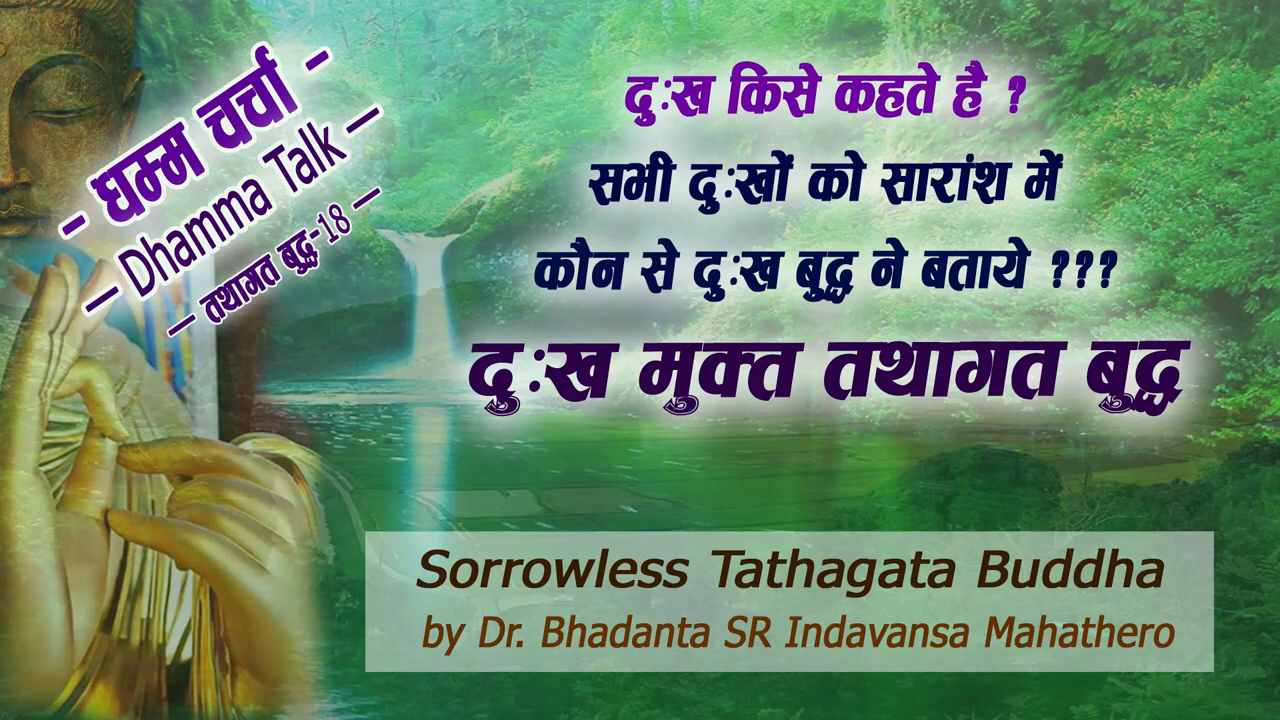 - धम्म चर्चा -
- Dhamma Talk -
- तथागत बुद्ध-18 -
दुःख किसे कहते है ?
सभी दुःखों को सारांश में
कौन से दुःख बुद्ध ने बताये ???
दुःख मुक्त तथागत बुद्ध
Sorrowless Tathagata Buddha
by Dr. Bhadanta SR Indavansa Mahathero